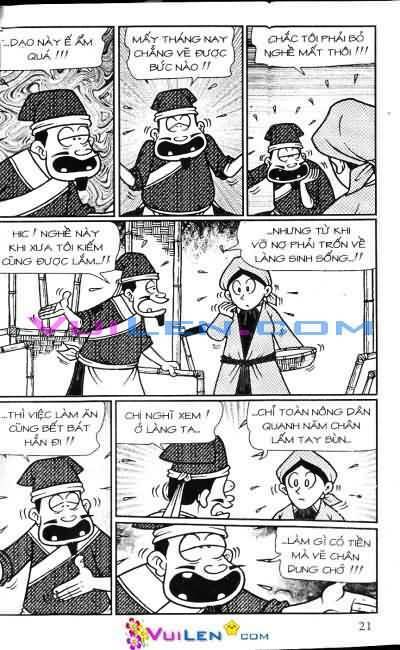 ...DẠO NÀY Ế ẨM
QUÁ !!!
MẤY THÁNG NAY
CHẲNG VẼ ĐƯỢC
BỨC NÀO !!
CHẮC TÔI PHẢI BỎ
NGHỀ MẤT THÔI !!!
HIC ! NGHỀ NÀY
KHI XƯA TÔI KIẾM
CŨNG ĐƯỢC LẮM...!!
...NHƯNG TỪ KHI
VỠ NỢ PHẢI TRỐN VỀ
LÀNG SINH SỐNG...!!
VUILEN.COM
...THÌ VIỆC LÀM ĂN
CŨNG BẾT BÁT
HẲN ĐI !!
CHỊ NGHĨ XEM !
Ở LÀNG TA...
...CHỈ TOÀN NÔNG DÂN
QUANH NĂM CHÂN
LẤM TAY SÙN...
...LÀM GÌ CÓ TIỀN
MÀ VẼ CHÂN
DUNG CHỚ !!!
21
VUILEN.COM